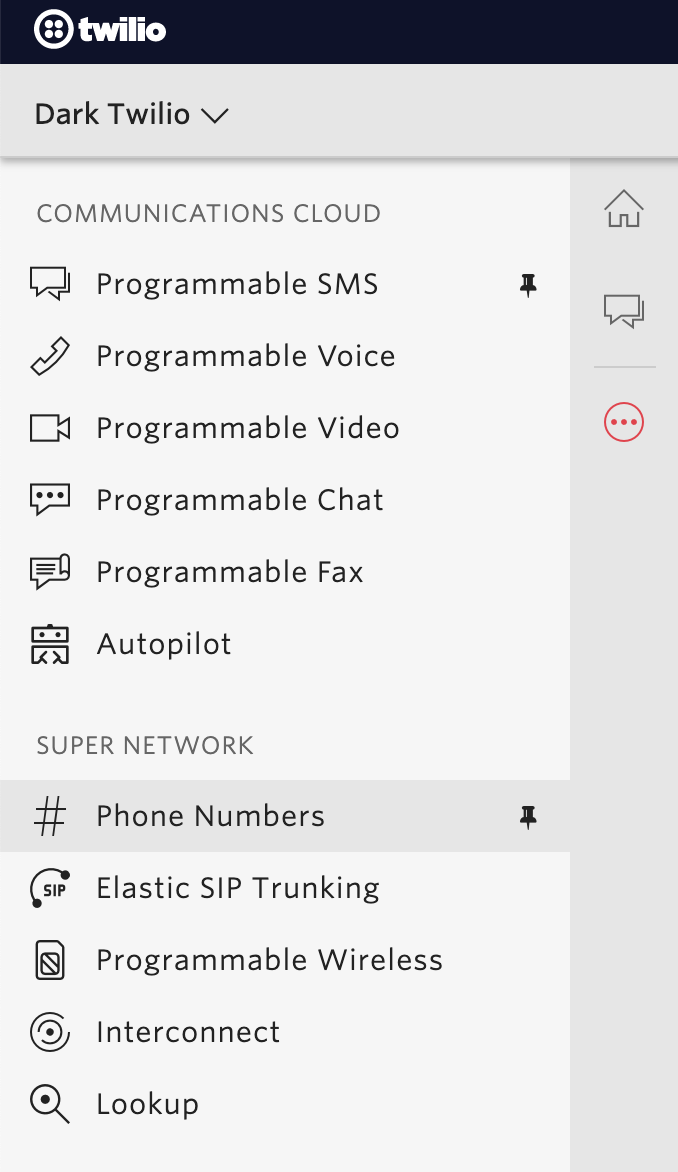 twilio
Dark Twilio
COMMUNICATIONS CLOUD
Programmable SMS
Programmable Voice
Programmable Video
Programmable Chat
Programmable Fax
Autopilot
SUPER NETWORK
# Phone Numbers
SIP Elastic SIP Trunking
Programmable Wireless
Interconnect
Lookup